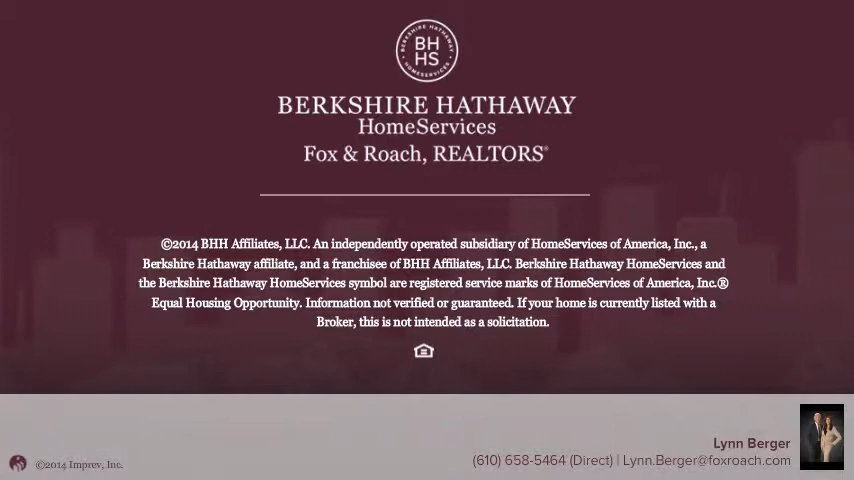 BERKSHIRE HATHAWAY
HOMESERVICES
BH
HS
BERKSHIRE HATHAWAY
HomeServices
Fox & Roach, REALTORS®
©2014 BHH Affiliates, LLC. An independently operated subsidiary of HomeServices of America, Inc., a
Berkshire Hathaway affiliate, and a franchisee of BHH Affiliates, LLC. Berkshire Hathaway HomeServices and
the Berkshire Hathaway HomeServices symbol are registered service marks of HomeServices of America, Inc.®
Equal Housing Opportunity. Information not verified or guaranteed. If your home is currently listed with a
Broker, this is not intended as a solicitation.
Lynn Berger
(610) 658-5464 (Direct) | Lynn.Berger@foxroach.com
©2014 Imprev, Inc.